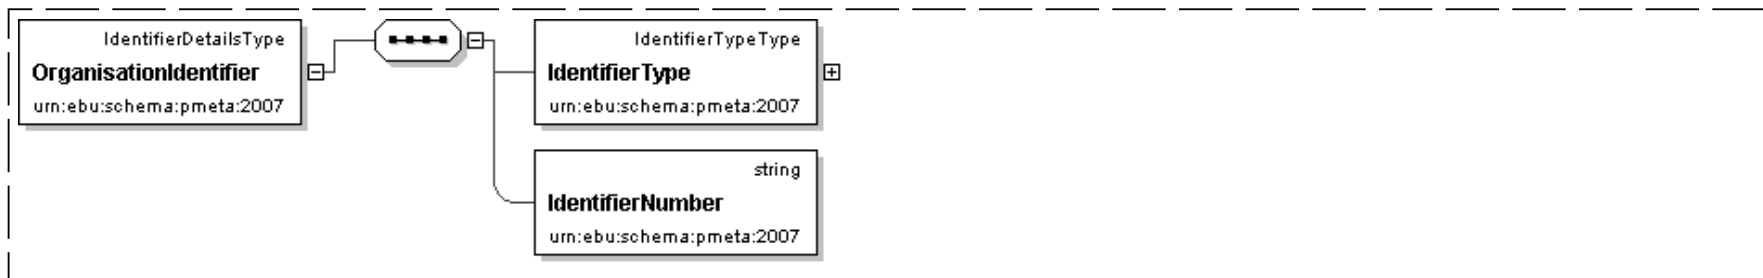 IdentifierDetailsType
OrganisationIdentifier
urn:ebu:schema:pmeta:2007
IdentifierTypeType
IdentifierType
urn:ebu:schema:pmeta:2007
string
IdentifierNumber
urn:ebu:schema:pmeta:2007